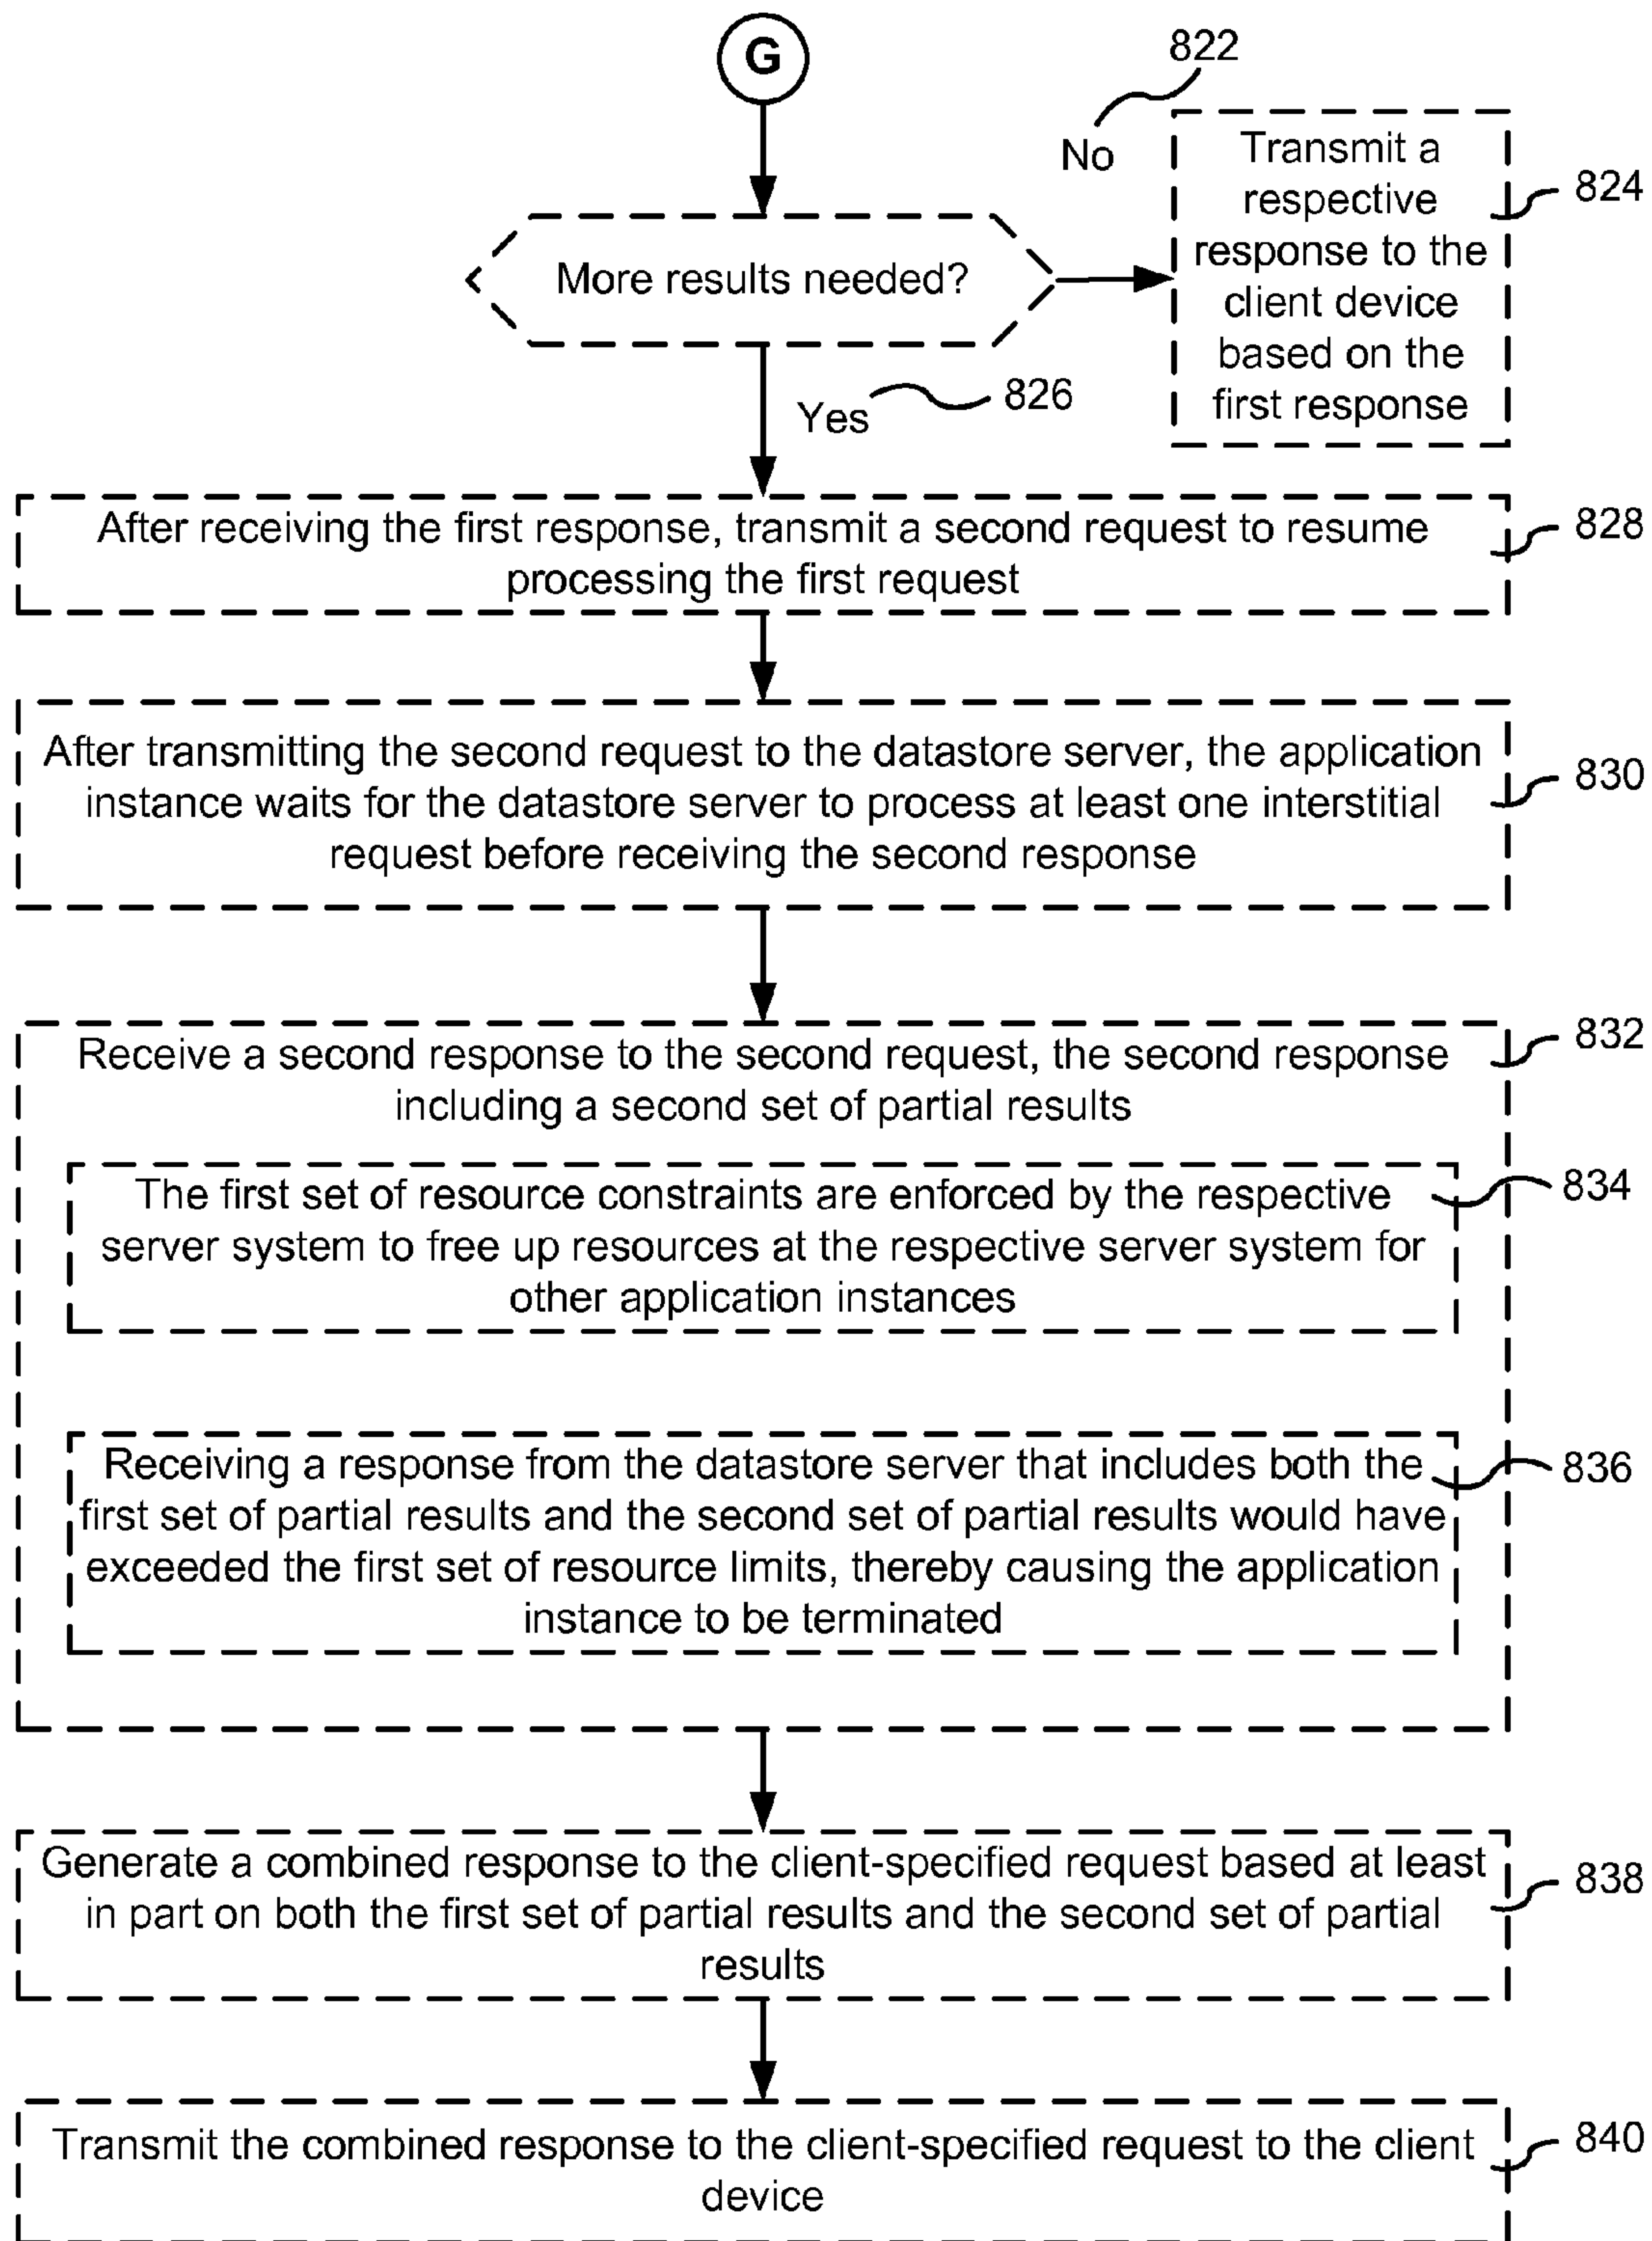 G
822
No
Transmit a
respective
response to the
client device
based on the
first response
824
More results needed?
Yes
826
After receiving the first response, transmit a second request to resume
processing the first request
828
After transmitting the second request to the datastore server, the application
instance waits for the datastore server to process at least one interstitial
request before receiving the second response
830
Receive a second response to the second request, the second response
including a second set of partial results
832
The first set of resource constraints are enforced by the respective
server system to free up resources at the respective server system for
other application instances
834
Receiving a response from the datastore server that includes both the
first set of partial results and the second set of partial results would have
exceeded the first set of resource limits, thereby causing the application
instance to be terminated
836
Generate a combined response to the client-specified request based at least
in part on both the first set of partial results and the second set of partial
results
838
Transmit the combined response to the client-specified request to the client
device
840